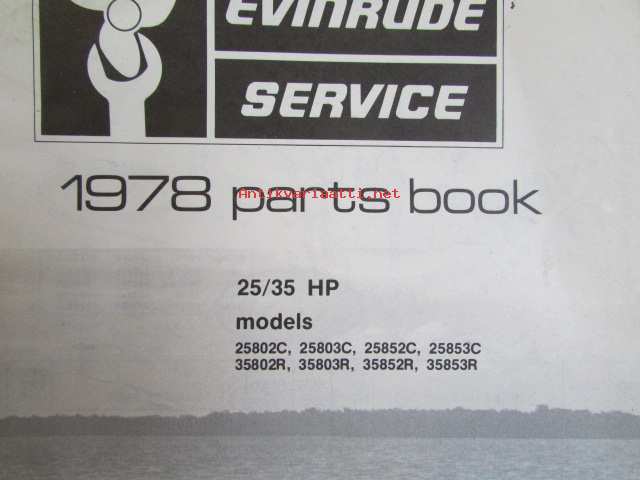 EVINRUDE
SERVICE
1978 parts book
Antikvariaatti.net
25/35 HP
models
25802C, 25803C, 25852C, 25853C
35802R, 35803R, 35852R, 35853R